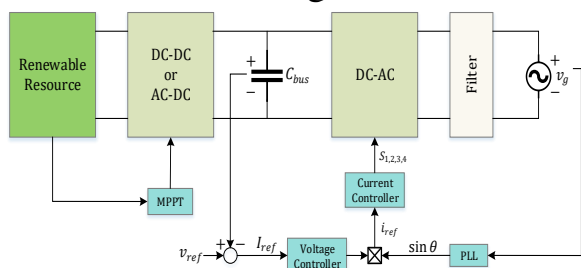 Renewable
Resource
DC-DC
or
AC-DC
+
−
C_bus
DC-AC
Filter
+
v_g
−
S_1,2,3,4
MPPT
Current
Controller
i_ref
+ −
v_ref
I_ref
Voltage
Controller
sin θ
PLL